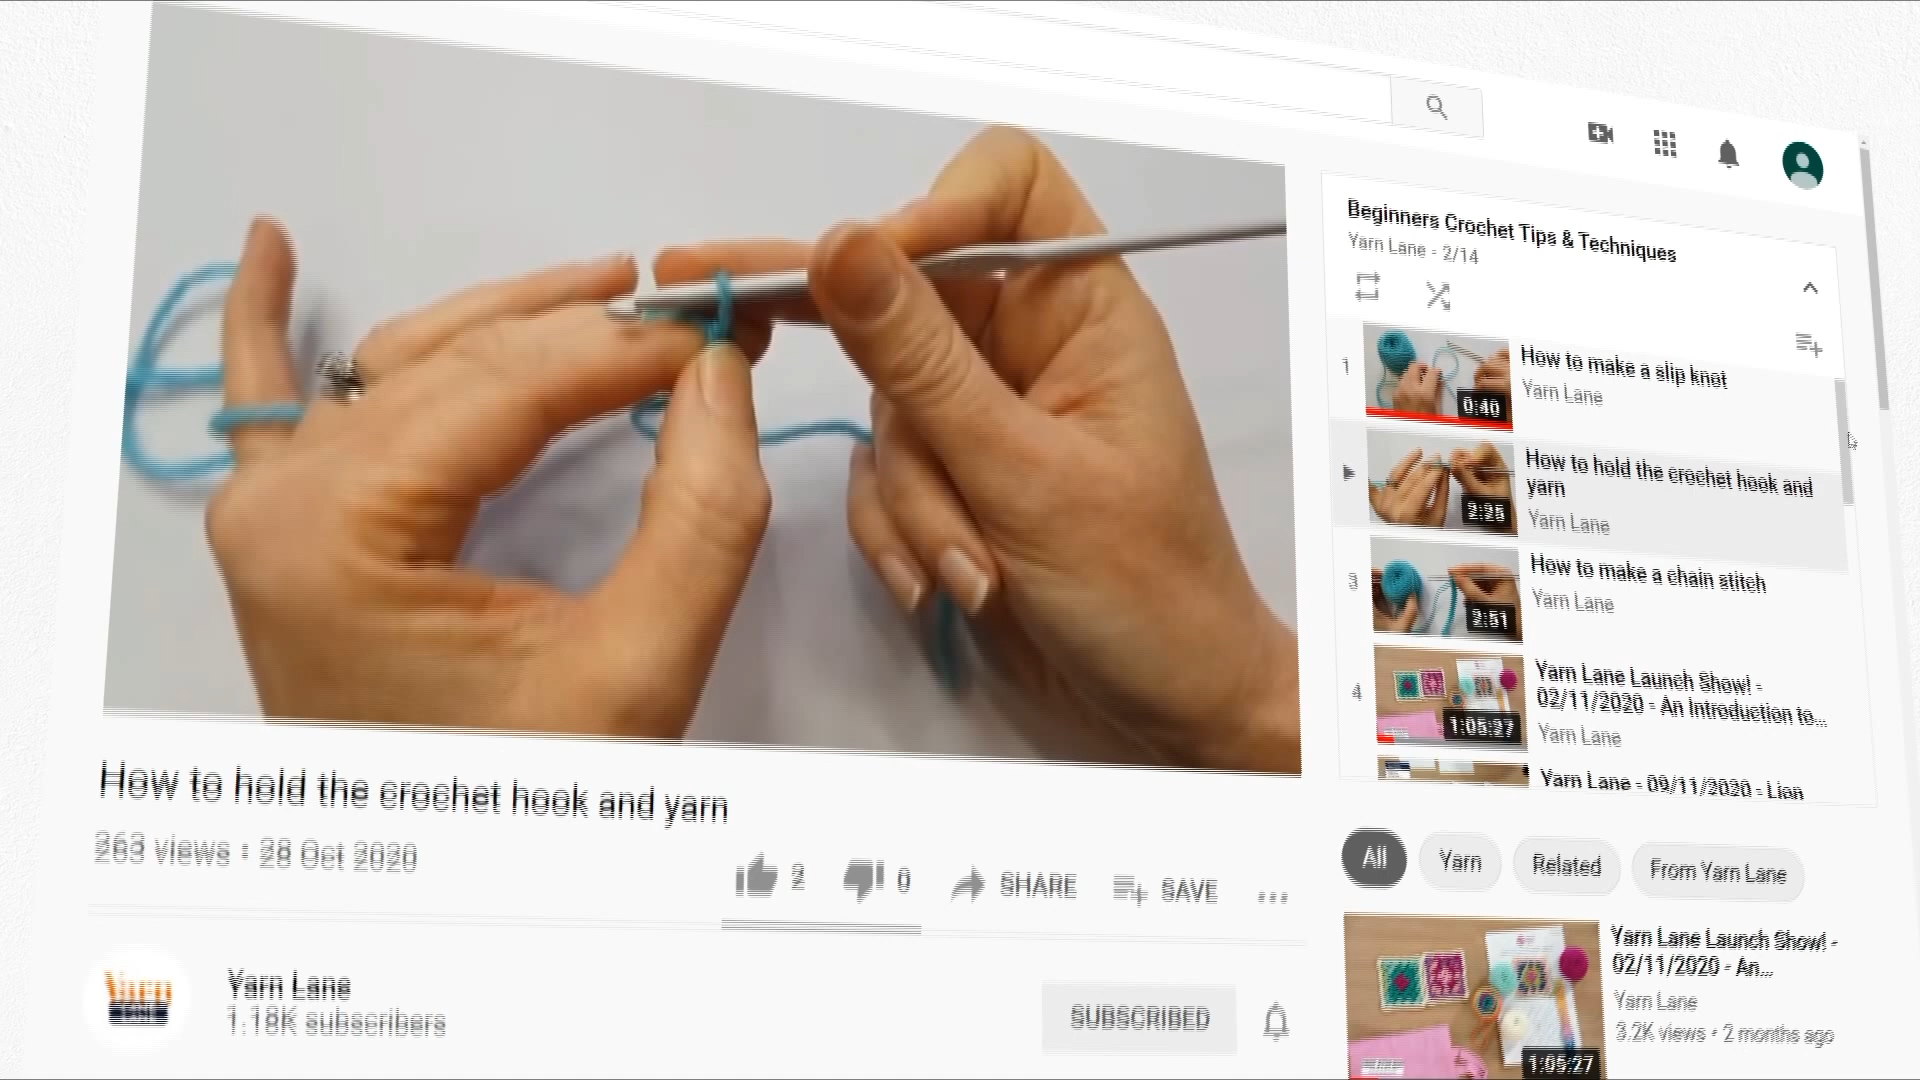 Beginners Crochet Tips & Techniques
Yarn Lane - 2/14
1
How to make a slip knot
Yarn Lane
0:40
How to hold the crochet hook and
yarn
Yarn Lane
2:25
3
How to make a chain stitch
Yarn Lane
2:51
4
Yarn Lane Launch Show! -
02/11/2020 - An Introduction to...
Yarn Lane
1:05:27
Yarn Lane - 09/11/2020 - Lian
How to hold the crochet hook and yarn
263 views • 28 Oct 2020
2 0 SHARE SAVE ...
Yarn Lane
1.18K subscribers
SUBSCRIBED
All Yarn Related From Yarn Lane
Yarn Lane Launch Show! -
02/11/2020 - An...
Yarn Lane
3.2K views • 2 months ago
1:05:27